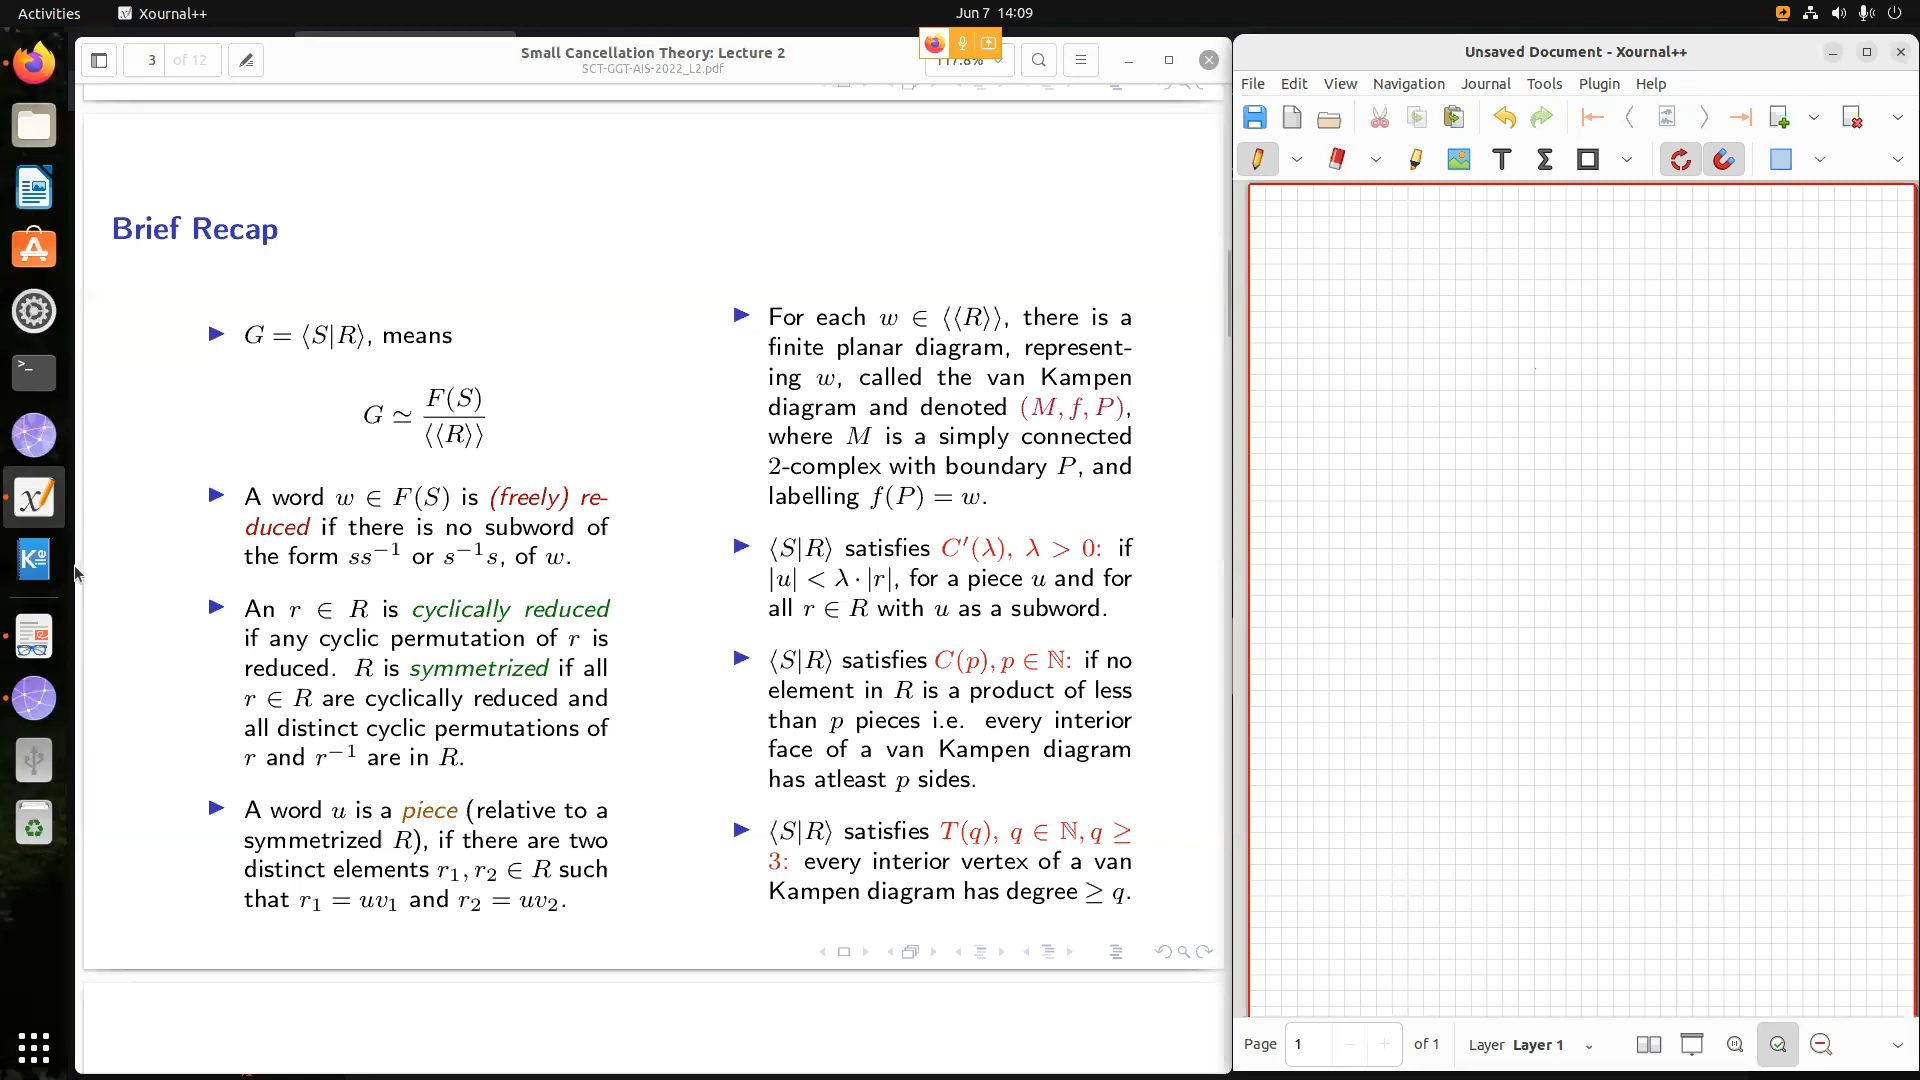 Activities
Xournal++
Jun 7 14:09
3 of 12
Small Cancellation Theory: Lecture 2
SCT-GGT-AIS-2022_L2.pdf
117.8%
Brief Recap
▶ G = ⟨S|R⟩, means
G ≃ F(S) / ⟨⟨R⟩⟩
▶ A word w ∈ F(S) is (freely) re-
duced if there is no subword of
the form ss⁻¹ or s⁻¹s, of w.
▶ An r ∈ R is cyclically reduced
if any cyclic permutation of r is
reduced. R is symmetrized if all
r ∈ R are cyclically reduced and
all distinct cyclic permutations of
r and r⁻¹ are in R.
▶ A word u is a piece (relative to a
symmetrized R), if there are two
distinct elements r₁, r₂ ∈ R such
that r₁ = uv₁ and r₂ = uv₂.
▶ For each w ∈ ⟨⟨R⟩⟩, there is a
finite planar diagram, represent-
ing w, called the van Kampen
diagram and denoted (M, f, P),
where M is a simply connected
2-complex with boundary P, and
labelling f(P) = w.
▶ ⟨S|R⟩ satisfies C′(λ), λ > 0: if
|u| < λ · |r|, for a piece u and for
all r ∈ R with u as a subword.
▶ ⟨S|R⟩ satisfies C(p), p ∈ ℕ: if no
element in R is a product of less
than p pieces i.e. every interior
face of a van Kampen diagram
has atleast p sides.
▶ ⟨S|R⟩ satisfies T(q), q ∈ ℕ, q ≥
3: every interior vertex of a van
Kampen diagram has degree ≥ q.
Unsaved Document - Xournal++
File Edit View Navigation Journal Tools Plugin Help
Page 1 of 1 Layer Layer 1